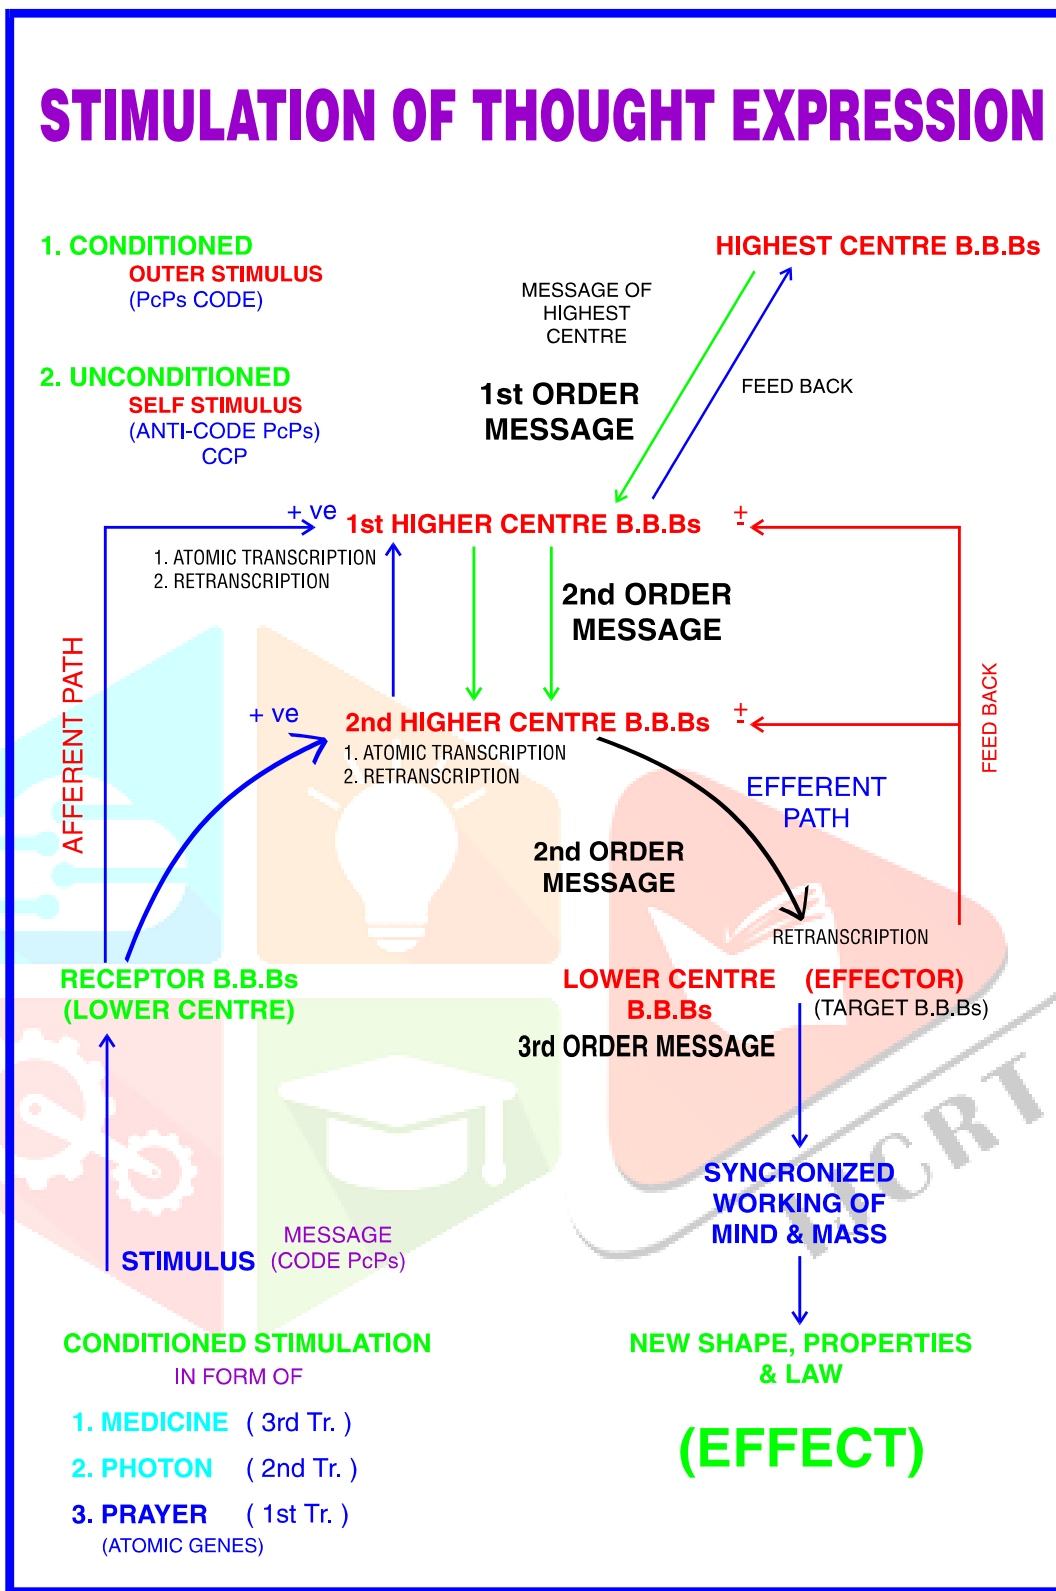 STIMULATION OF THOUGHT EXPRESSION
1. CONDITIONED
OUTER STIMULUS
(PcPs CODE)
2. UNCONDITIONED
SELF STIMULUS
(ANTI-CODE PcPs)
CCP
HIGHEST CENTRE B.B.Bs
MESSAGE OF
HIGHEST
CENTRE
1st ORDER
MESSAGE
FEED BACK
+ ve
1st HIGHER CENTRE B.B.Bs
±
1. ATOMIC TRANSCRIPTION
2. RETRANSCRIPTION
2nd ORDER
MESSAGE
AFFERENT PATH
FEED BACK
+ ve
2nd HIGHER CENTRE B.B.Bs
±
1. ATOMIC TRANSCRIPTION
2. RETRANSCRIPTION
EFFERENT
PATH
2nd ORDER
MESSAGE
RETRANSCRIPTION
RECEPTOR B.B.Bs
(LOWER CENTRE)
LOWER CENTRE
B.B.Bs
(EFFECTOR)
(TARGET B.B.Bs)
3rd ORDER MESSAGE
IJCRT
SYNCRONIZED
WORKING OF
MIND & MASS
STIMULUS
MESSAGE
(CODE PcPs)
CONDITIONED STIMULATION
IN FORM OF
1. MEDICINE ( 3rd Tr. )
2. PHOTON ( 2nd Tr. )
3. PRAYER ( 1st Tr. )
(ATOMIC GENES)
NEW SHAPE, PROPERTIES
& LAW
(EFFECT)